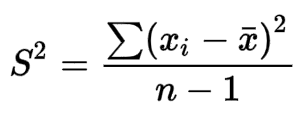 S² = ∑(xᵢ − x̄)² / n − 1